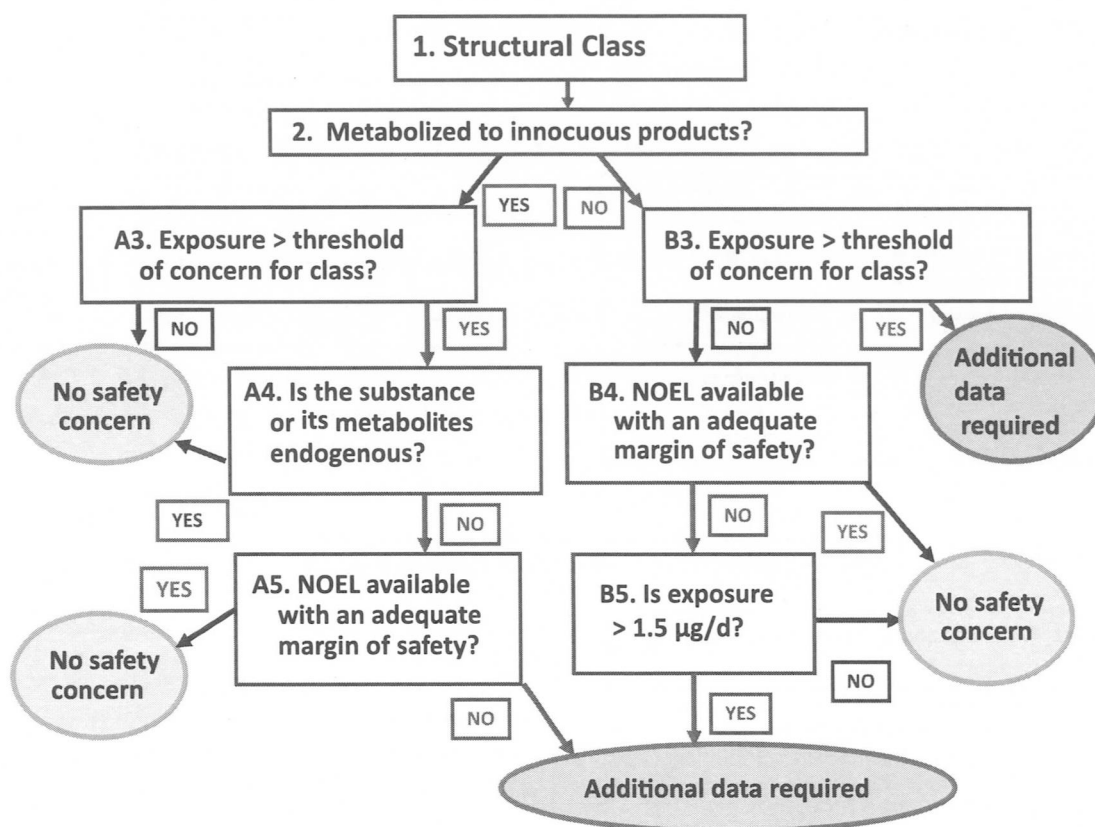 1. Structural Class
2. Metabolized to innocuous products?
YES
NO
A3. Exposure > threshold
of concern for class?
B3. Exposure > threshold
of concern for class?
NO
YES
NO
YES
No safety
concern
A4. Is the substance
or its metabolites
endogenous?
B4. NOEL available
with an adequate
margin of safety?
Additional
data
required
YES
NO
NO
YES
YES
A5. NOEL available
with an adequate
margin of safety?
B5. Is exposure
> 1.5 µg/d?
No safety
concern
No safety
concern
NO
YES
NO
Additional data required